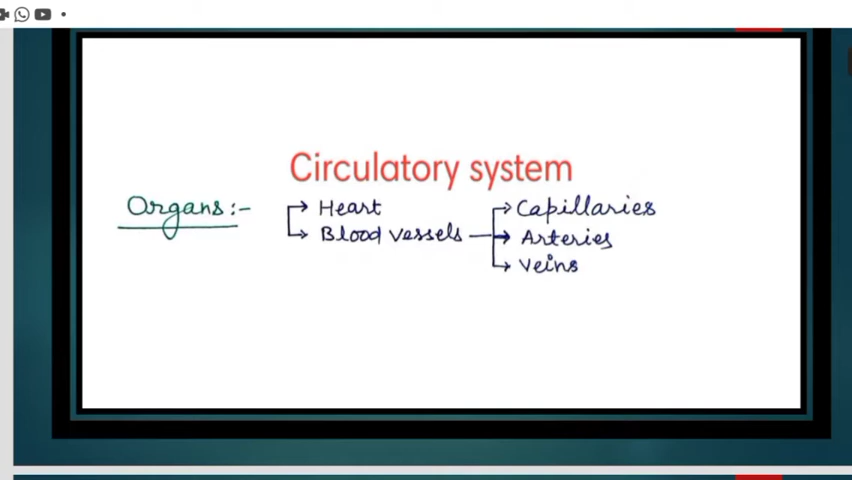 Circulatory system
Organs :- → Heart → Capillaries
→ Blood vessels → Arteries
→ Veins